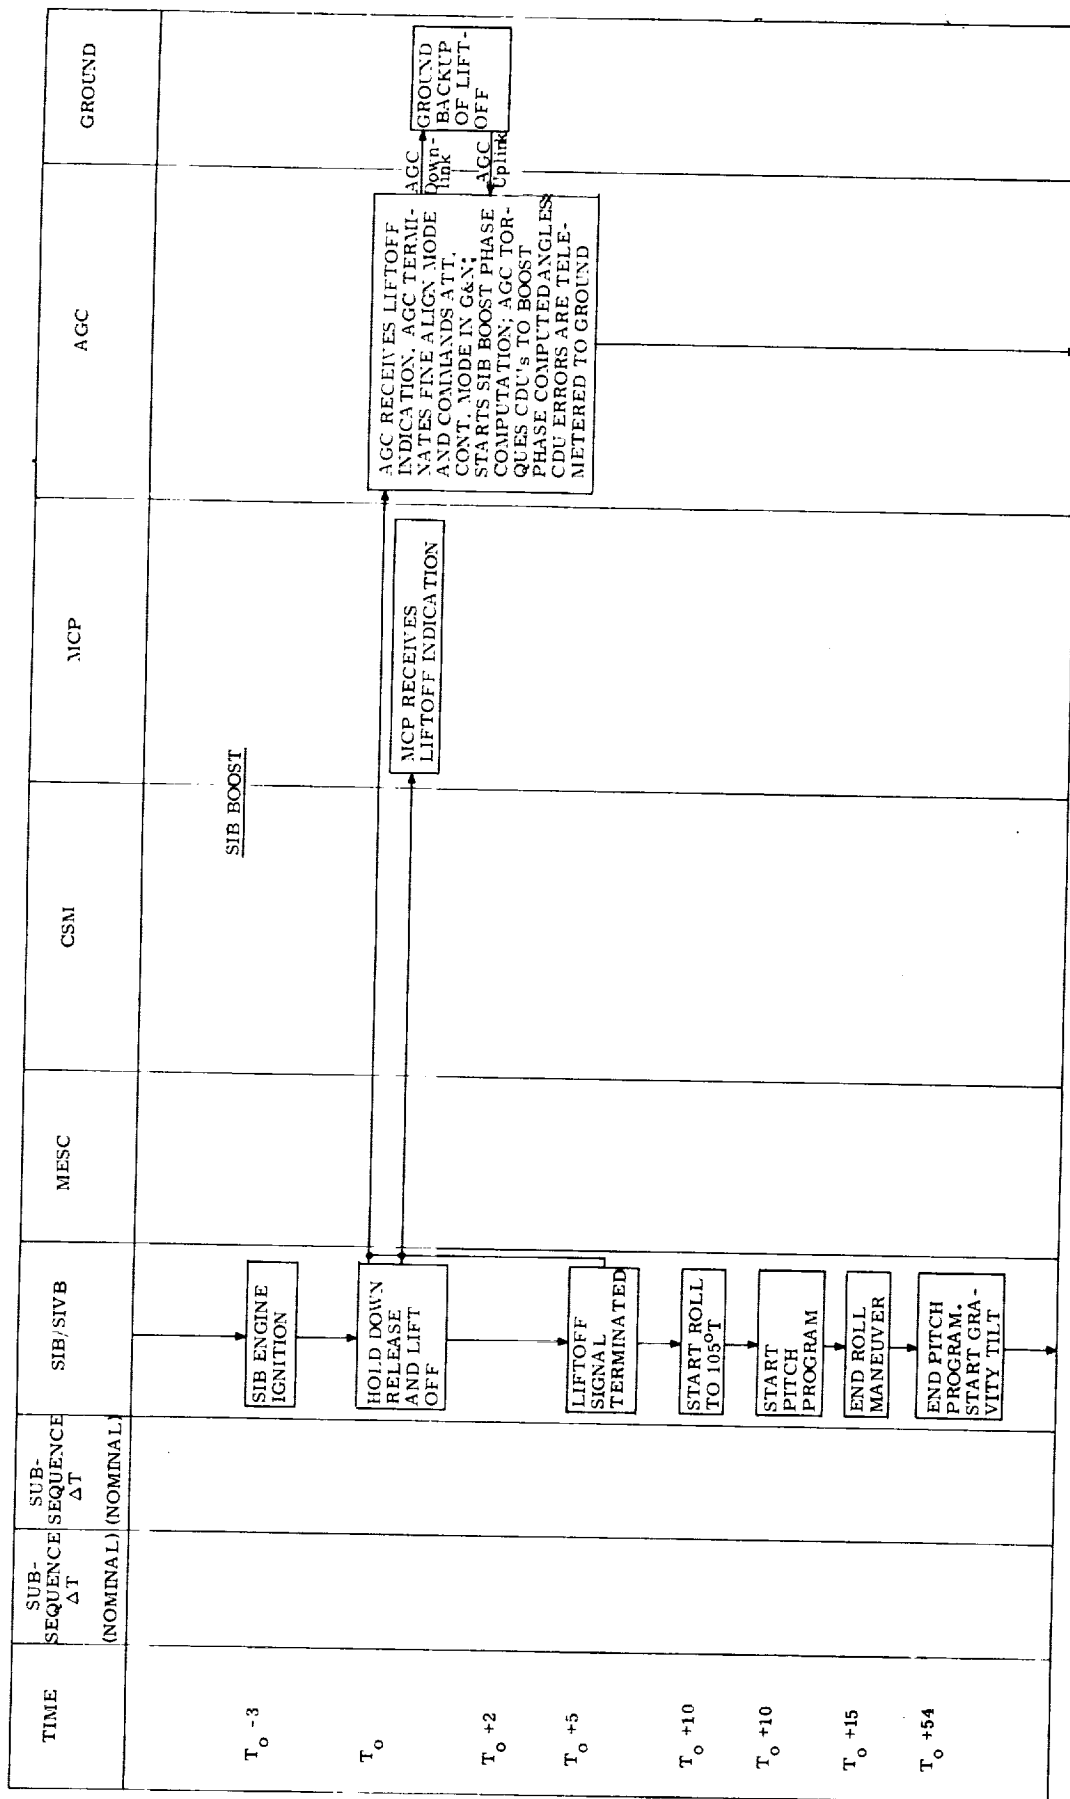 TIME
SUB-
SEQUENCE
ΔT
(NOMINAL)
SUB-
SEQUENCE
ΔT
(NOMINAL)
SIB/SIVB
MESC
CSM
MCP
AGC
GROUND
SIB BOOST
T₀ -3
SIB ENGINE
IGNITION
T₀
HOLD DOWN
RELEASE
AND LIFT
OFF
MCP RECEIVES
LIFTOFF INDICATION
AGC RECEIVES LIFTOFF
INDICATION, AGC TERMI-
NATES FINE ALIGN MODE
AND COMMANDS ATT.
CONT. MODE IN G&N;
STARTS SIB BOOST PHASE
COMPUTATION; AGC TOR-
QUES CDU's TO BOOST
PHASE COMPUTED ANGLES
CDU ERRORS ARE TELE-
METERED TO GROUND
AGC
Down-
link
AGC
Uplink
GROUND
BACKUP
OF LIFT-
OFF
T₀ +2
T₀ +5
LIFTOFF
SIGNAL
TERMINATED
T₀ +10
START ROLL
TO 105°T
T₀ +10
START
PITCH
PROGRAM
T₀ +15
END ROLL
MANEUVER
T₀ +54
END PITCH
PROGRAM.
START GRA-
VITY TILT